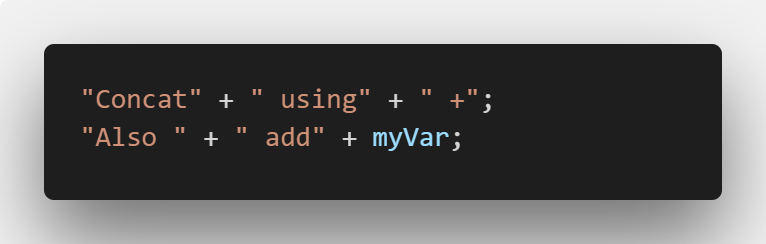 "Concat" + " using" + " +";
"Also " + " add" + myVar;